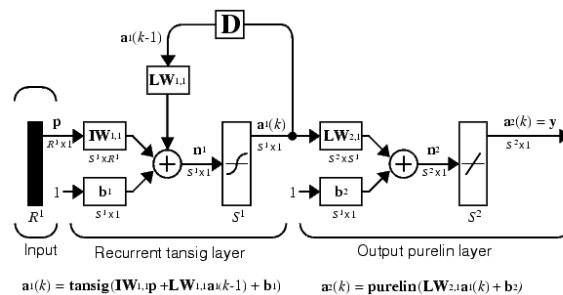 D
a1(k-1)
LW1,1
p
R1x1
IW1,1
S1xR1
n1
S1x1
a1(k)
S1x1
LW2,1
S2xS1
n2
S2x1
a2(k) = y
S2x1
1
b1
S1x1
1
b2
S2x1
R1
S1
S2
Input
Recurrent tansig layer
Output purelin layer
a1(k) = tansig (IW1,1p +LW1,1a1(k-1) + b1)
a2(k) = purelin (LW2,1a1(k) + b2)